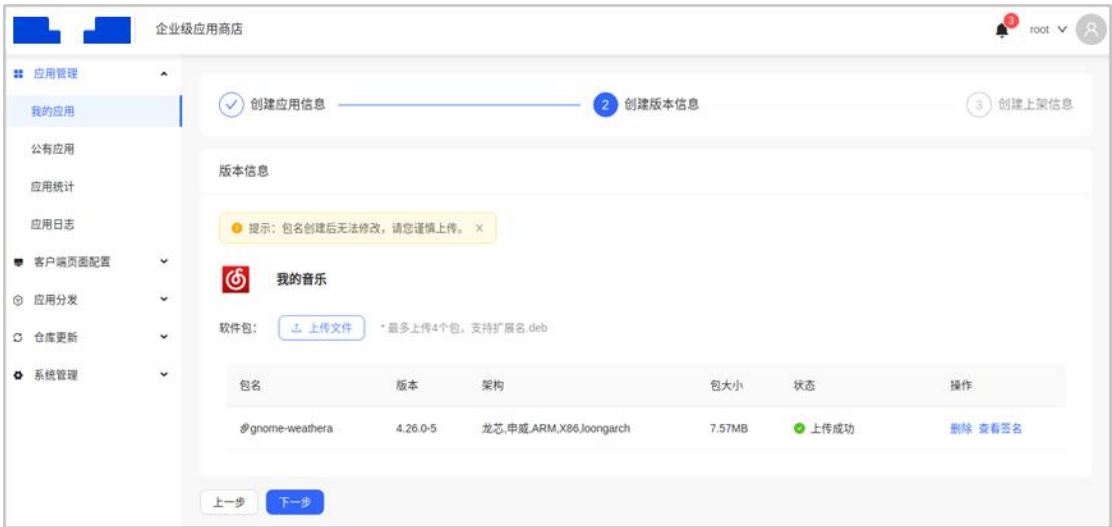 企业级应用商店
3
root
应用管理
我的应用
公有应用
应用统计
应用日志
客户端页面配置
应用分发
仓库更新
系统管理
创建应用信息
2 创建版本信息
3 创建上架信息
版本信息
提示：包名创建后无法修改，请您谨慎上传。 ×
我的音乐
软件包： 上传文件 * 最多上传4个包，支持扩展名.deb
包名 版本 架构 包大小 状态 操作
gnome-weathera 4.26.0-5 龙芯,申威,ARM,X86,loongarch 7.57MB 上传成功 删除 查看签名
上一步 下一步